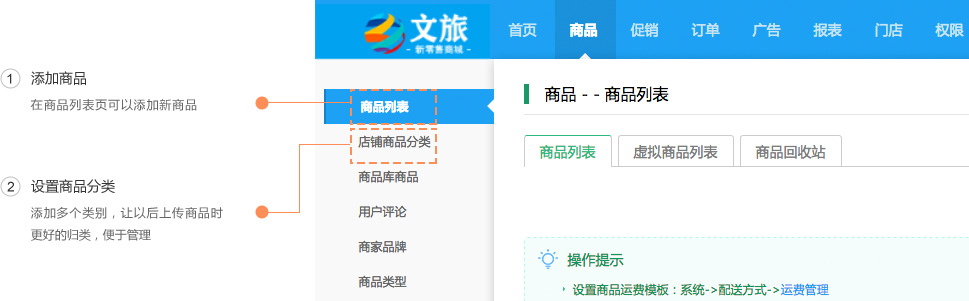 文旅
- 新零售商城 -
首页 商品 促销 订单 广告 报表 门店 权限
1 添加商品
在商品列表页可以添加新商品
2 设置商品分类
添加多个类别，让以后上传商品时
更好的归类，便于管理
商品列表
店铺商品分类
商品库商品
用户评论
商家品牌
商品类型
商品 - - 商品列表
商品列表 虚拟商品列表 商品回收站
操作提示
设置商品运费模板：系统->配送方式->运费管理